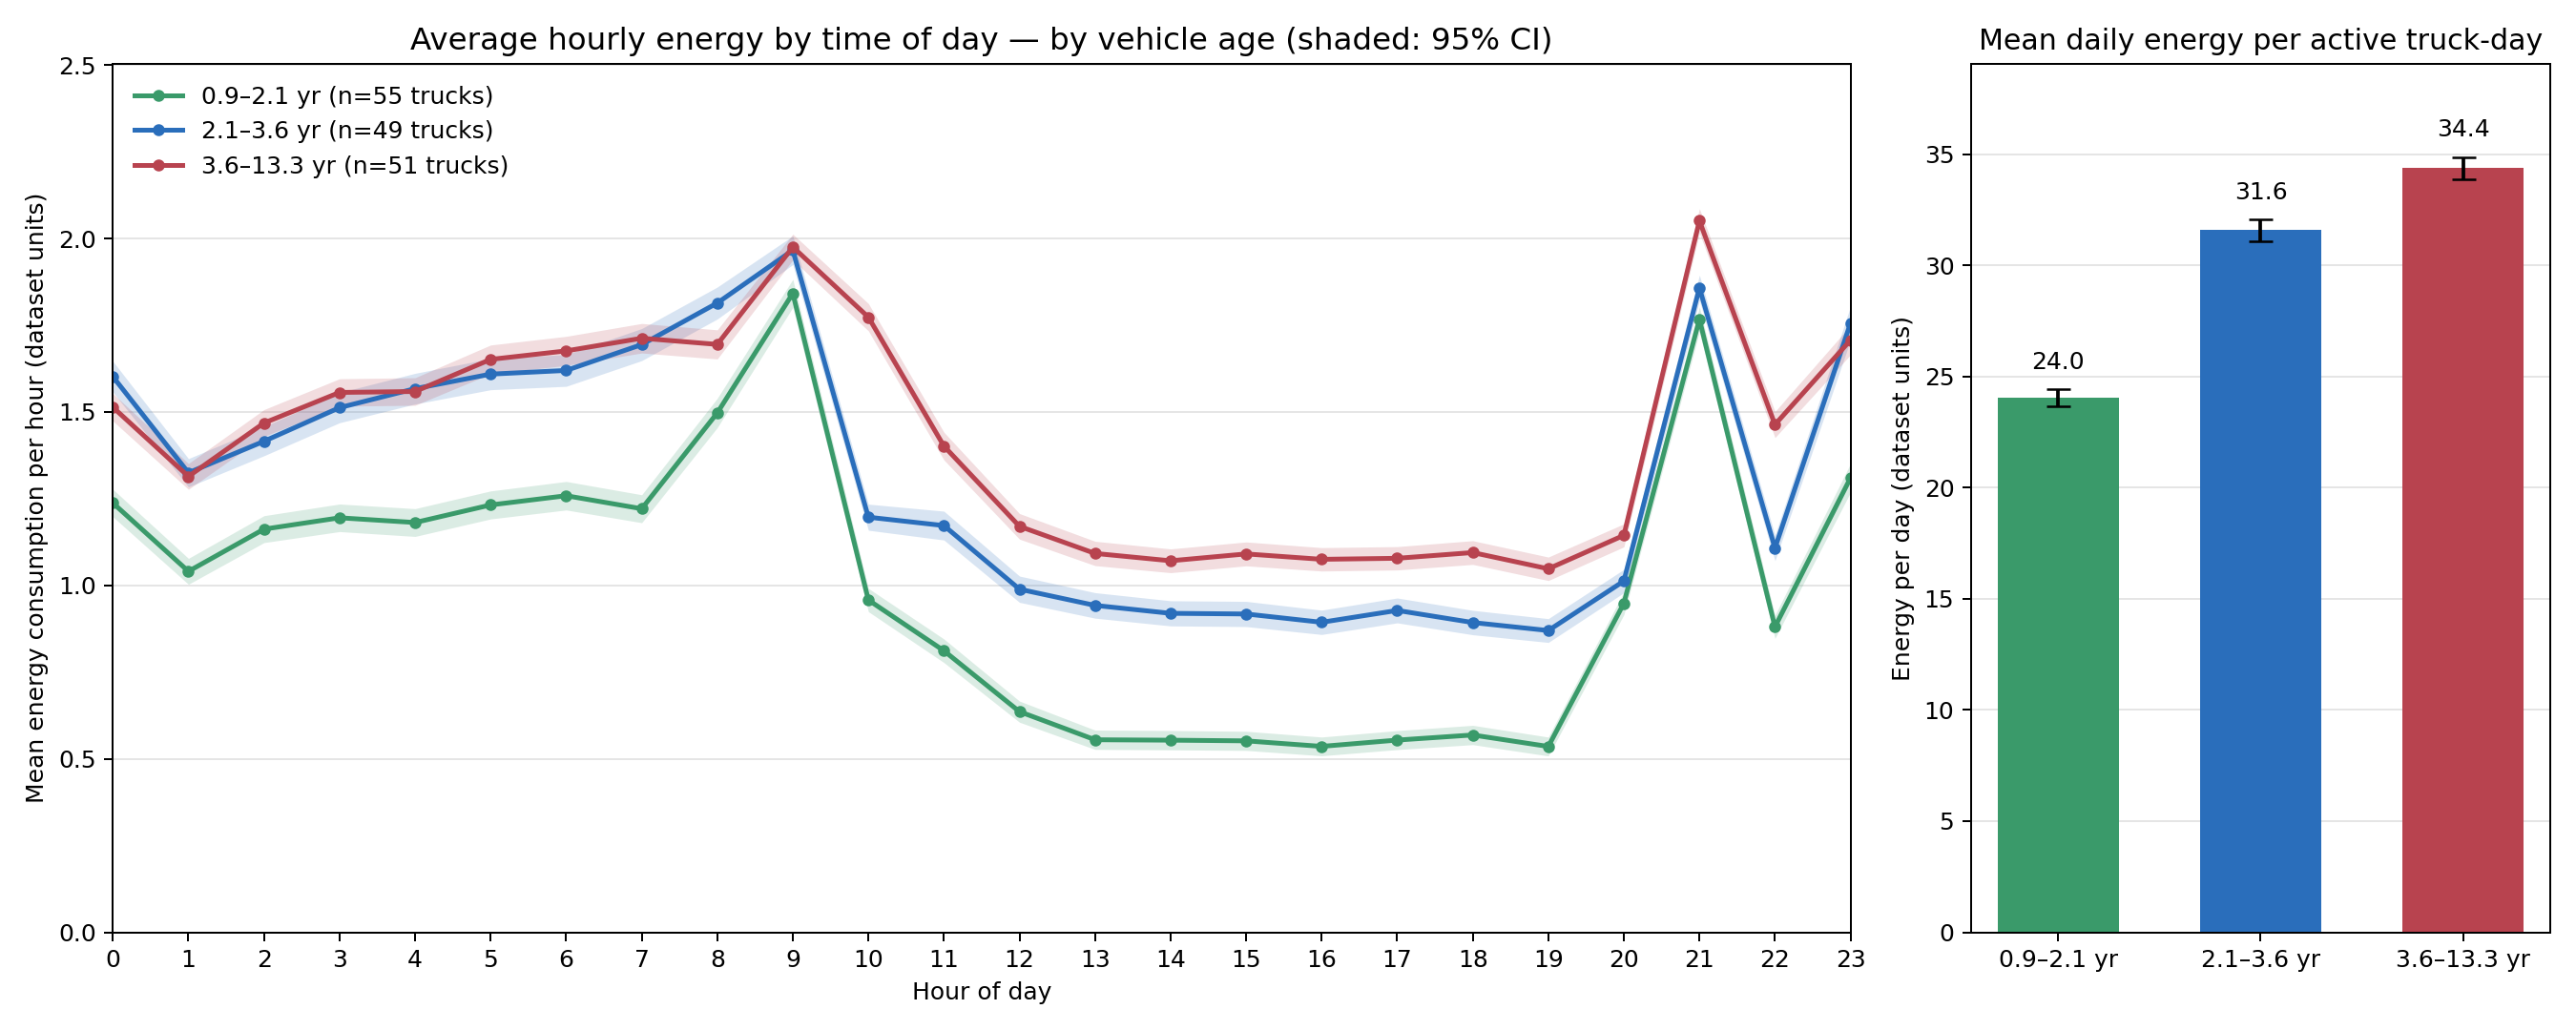 Average hourly energy by time of day — by vehicle age (shaded: 95% CI)
Mean energy consumption per hour (dataset units)
2.5
2.0
1.5
1.0
0.5
0.0
0.9–2.1 yr (n=55 trucks)
2.1–3.6 yr (n=49 trucks)
3.6–13.3 yr (n=51 trucks)
0 1 2 3 4 5 6 7 8 9 10 11 12 13 14 15 16 17 18 19 20 21 22 23
Hour of day
Mean daily energy per active truck-day
Energy per day (dataset units)
35
30
25
20
15
10
5
0
24.0
31.6
34.4
0.9–2.1 yr 2.1–3.6 yr 3.6–13.3 yr